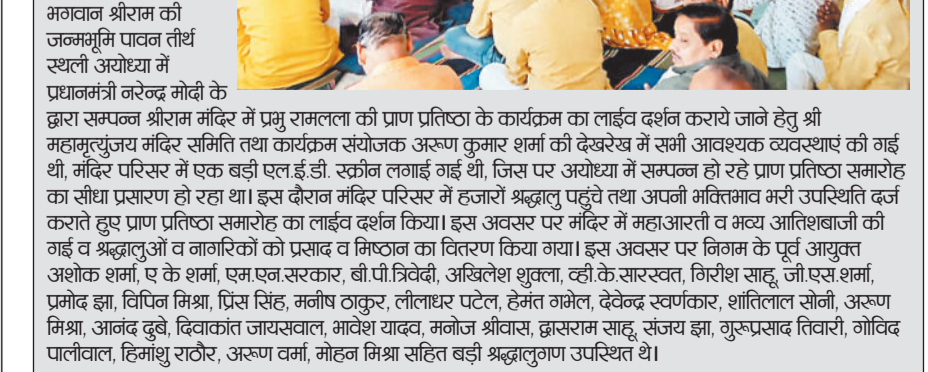 भगवान श्रीराम की
जन्मभूमि पावन तीर्थ
स्थली अयोध्या में
प्रधानमंत्री नरेन्द्र मोदी के
द्वारा सम्पन्न श्रीराम मंदिर में प्रभु रामलला की प्राण प्रतिष्ठा के कार्यक्रम का लाईव दर्शन कराये जाने हेतु श्री
महामृत्युंजय मंदिर समिति तथा कार्यक्रम संयोजक अरूण कुमार शर्मा की देखरेख में सभी आवश्यक व्यवस्थाएं की गई
थी, मंदिर परिसर में एक बड़ी एल.ई.डी. स्क्रीन लगाई गई थी, जिस पर अयोध्या में सम्पन्न हो रहे प्राण प्रतिष्ठा समारोह
का सीधा प्रसारण हो रहा था। इस दौरान मंदिर परिसर में हजारों श्रद्धालु पहुंचे तथा अपनी भक्तिभाव भरी उपस्थिति दर्ज
कराते हुए प्राण प्रतिष्ठा समारोह का लाईव दर्शन किया। इस अवसर पर मंदिर में महाआरती व भव्य आतिशबाजी की
गई व श्रद्धालुओं व नागरिकों को प्रसाद व मिष्ठान का वितरण किया गया। इस अवसर पर निगम के पूर्व आयुक्त
अशोक शर्मा, ए के शर्मा, एम.एन.सरकार, बी.पी.त्रिवेदी, अखिलेश शुक्ला, व्ही.के.सारस्वत, गिरीश साहू, जी.एस.शर्मा,
प्रमोद झा, विपिन मिश्रा, प्रिंस सिंह, मनीष ठाकुर, लीलाधर पटेल, हेमंत गभेल, देवेन्द्र स्वर्णकार, शांतिलाल सोनी, अरूण
मिश्रा, आनंद दुबे, दिवाकांत जायसवाल, भावेश यादव, मनोज श्रीवास, द्वासराम साहू, संजय झा, गुरूप्रसाद तिवारी, गोविद
पालीवाल, हिमांशु राठौर, अरूण वर्मा, मोहन मिश्रा सहित बड़ी श्रद्धालुगण उपस्थित थे।